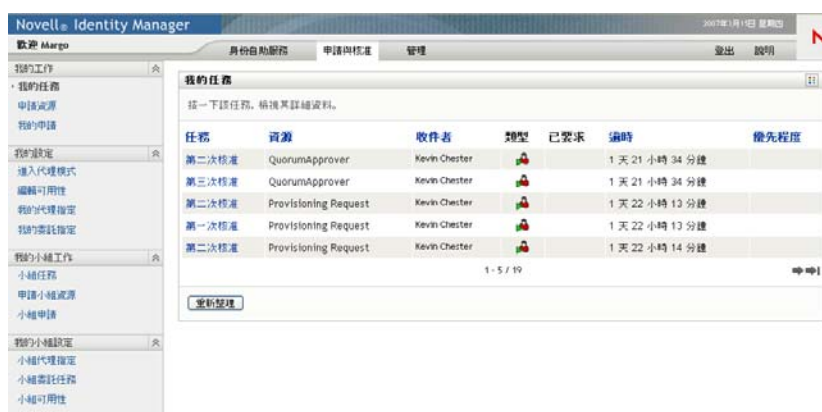 Novell® Identity Manager
2007年3月15日 星期四
歡迎 Margo
身份自助服務 申請與核准 管理 登出 說明
N
我的工作
我的任務
申請資源
我的申請
我的設定
進入代理模式
編輯可用性
我的代理指定
我的委託指定
我的小組工作
小組任務
申請小組資源
小組申請
我的小組設定
小組代理指定
小組委託任務
小組可用性
我的任務
按一下該任務，檢視其詳細資料。
任務 資源 收件者 類型 已要求 逾時 優先程度
第二次核准 QuorumApprover Kevin Chester 1 天 21 小時 34 分鐘
第三次核准 QuorumApprover Kevin Chester 1 天 21 小時 34 分鐘
第二次核准 Provisioning Request Kevin Chester 1 天 22 小時 13 分鐘
第一次核准 Provisioning Request Kevin Chester 1 天 22 小時 13 分鐘
第二次核准 Provisioning Request Kevin Chester 1 天 22 小時 14 分鐘
1 - 5 / 19
重新整理